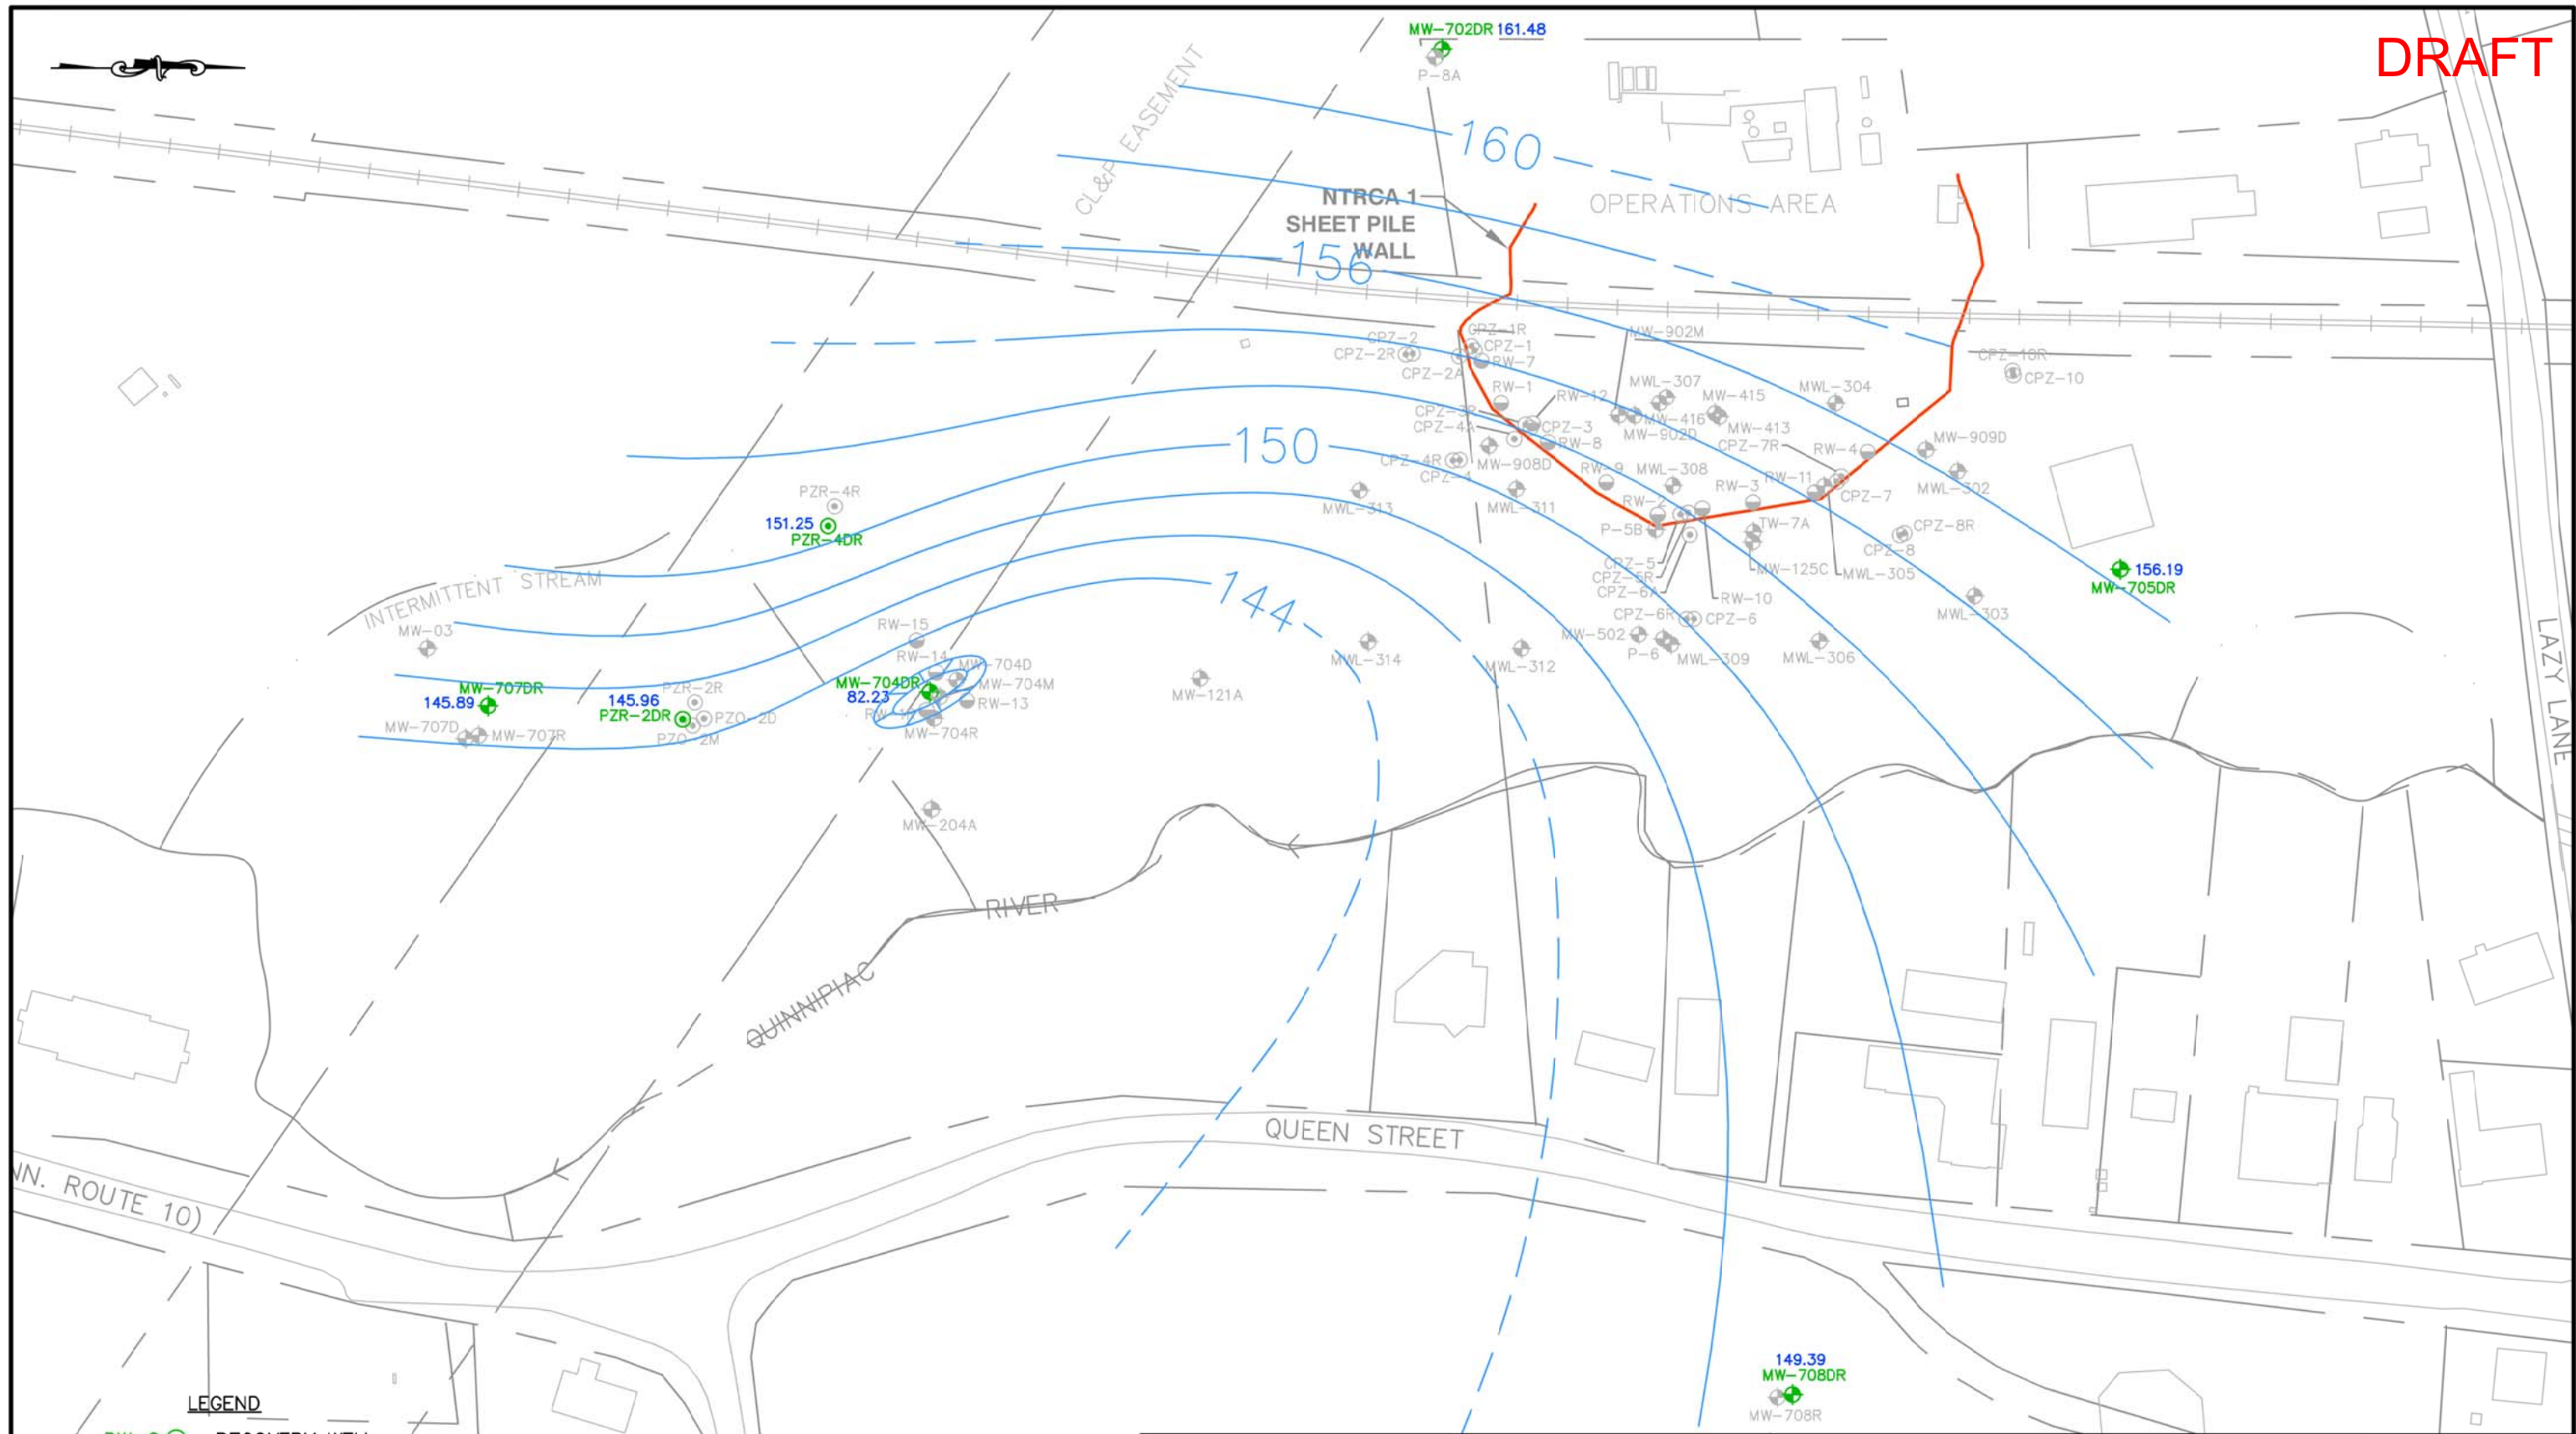 MW-702DR 161.48
DRAFT
P-8A
CL&P EASEMENT
160
NTRCA 1
SHEET PILE
WALL
OPERATIONS AREA
156
CPZ-1R
MW-902M
CPZ-2
CPZ-1
CPZ-2R
RW-7
CPZ-2A
CPZ-10R
CPZ-10
RW-1
MWL-307
MW-415
MWL-304
RW-12
CPZ-3R
CPZ-3
MW-416
MW-413
CPZ-4A
MW-902D
RW-8
CPZ-7R
RW-4
MW-909D
150
CPZ-4R
MW-908D
CPZ-4
RW-9
MWL-308
RW-3
RW-11
MWL-302
PZR-4R
CPZ-7
151.25
PZR-4DR
MWL-313
MWL-311
RW-2
P-5B
TW-7A
CPZ-8R
CPZ-8
CPZ-5
CPZ-5R
CPZ-6A
MW-125C
MWL-305
156.19
MW-705DR
INTERMITTENT STREAM
144
RW-10
MWL-303
CPZ-6R
CPZ-6
MW-03
RW-15
MW-502
P-6
MWL-309
MWL-306
MWL-314
MWL-312
RW-14
MW-704D
MW-704DR
MW-704M
82.23
RW-13
MW-704R
MW-121A
MW-707DR
145.89
145.96
PZR-2R
PZR-2DR
PZO-2D
PZO-2M
MW-707D
MW-707R
LAZY LANE
MW-204A
QUINNIPIAC RIVER
QUEEN STREET
NN. ROUTE 10)
149.39
MW-708DR
MW-708R
LEGEND